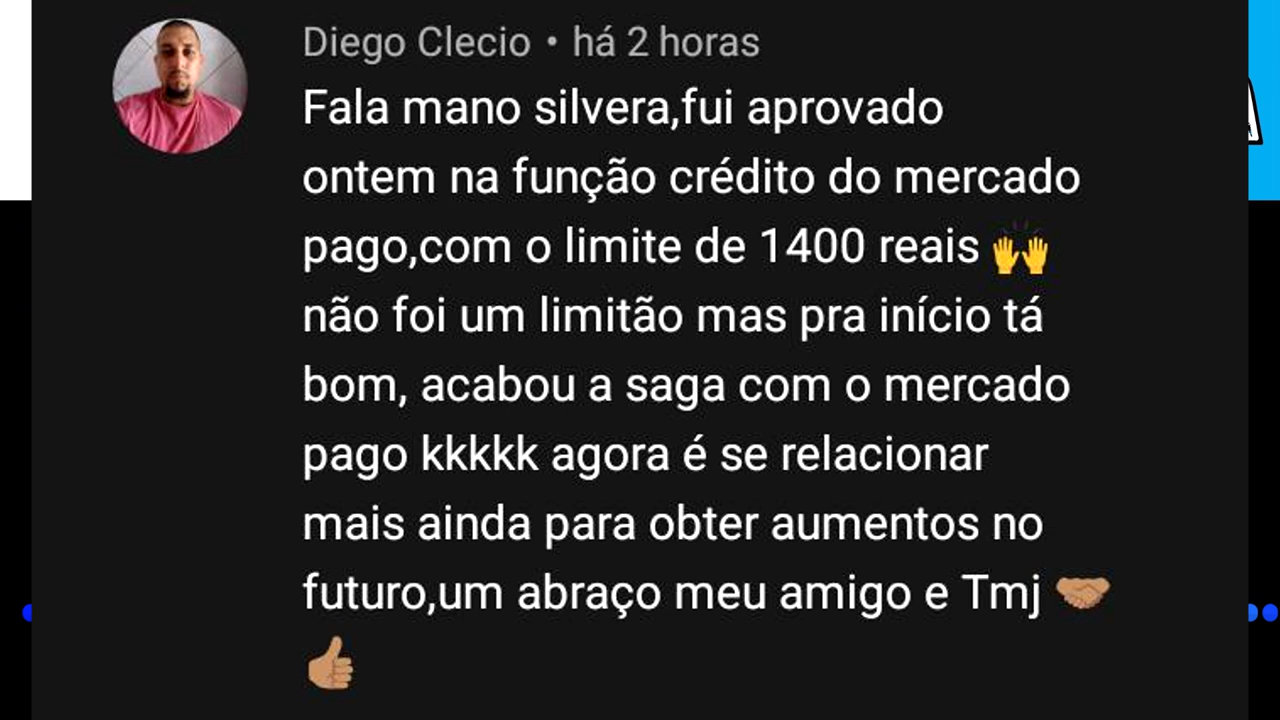 Diego Clecio • há 2 horas
Fala mano silvera,fui aprovado
ontem na função crédito do mercado
pago,com o limite de 1400 reais 🙌
não foi um limitão mas pra início tá
bom, acabou a saga com o mercado
pago kkkkk agora é se relacionar
mais ainda para obter aumentos no
futuro,um abraço meu amigo e Tmj 🤝🏽
👍🏽